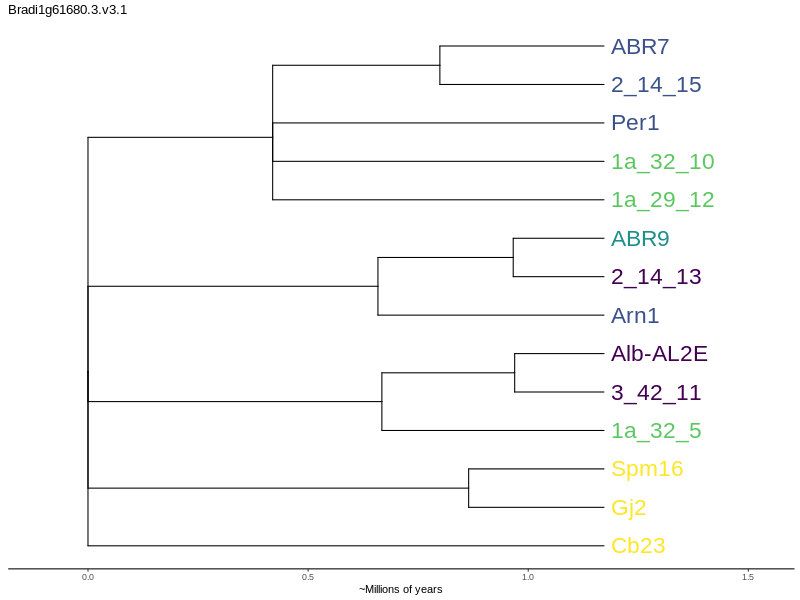 Bradi1g61680.3.v3.1
ABR7
2_14_15
Per1
1a_32_10
1a_29_12
ABR9
2_14_13
Arn1
Alb-AL2E
3_42_11
1a_32_5
Spm16
Gj2
Cb23
0.0 0.5 1.0 1.5
~Millions of years